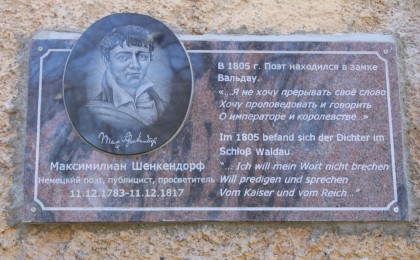 Максимилиан Шенкендорф
Немецкий поэт, публицист, просветитель
11.12.1783-11.12.1817
В 1805 г. Поэт находился в замке
Вальдау.
«...Я не хочу прерывать своё слово
Хочу проповедовать и говорить
О императоре и королевстве...»
Im 1805 befand sich der Dichter im
Schloß Waldau.
"... Ich will mein Wort nicht brechen
Will predigen und sprechen
Vom Kaiser und vom Reich..."